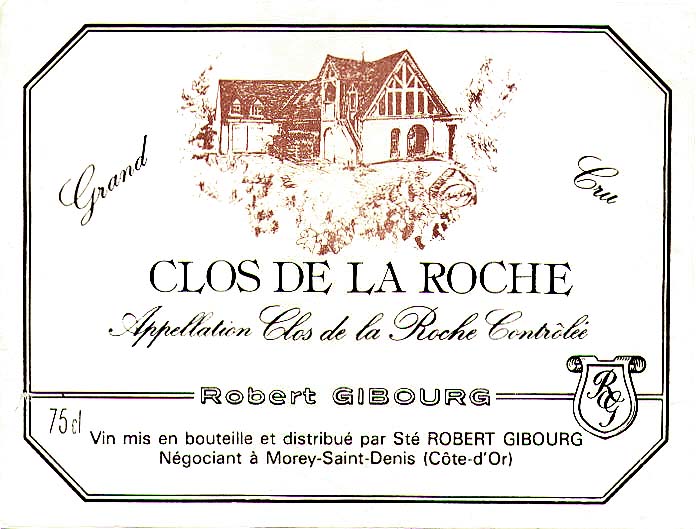 Grand Cru
CLOS DE LA ROCHE
Appellation Clos de la Roche Contrôlée
Robert GIBOURG
RG
75 cl
Vin mis en bouteille et distribué par Sté ROBERT GIBOURG
Négociant à Morey-Saint-Denis (Côte-d'Or)